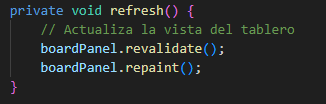 private void refresh() {
    // Actualiza la vista del tablero
    boardPanel.revalidate();
    boardPanel.repaint();
}